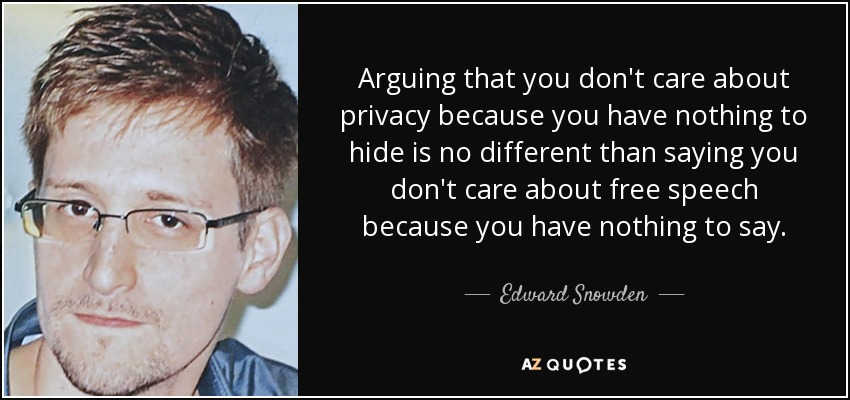 Arguing that you don't care about
privacy because you have nothing to
hide is no different than saying you
don't care about free speech
because you have nothing to say.
Edward Snowden
AZ QUOTES